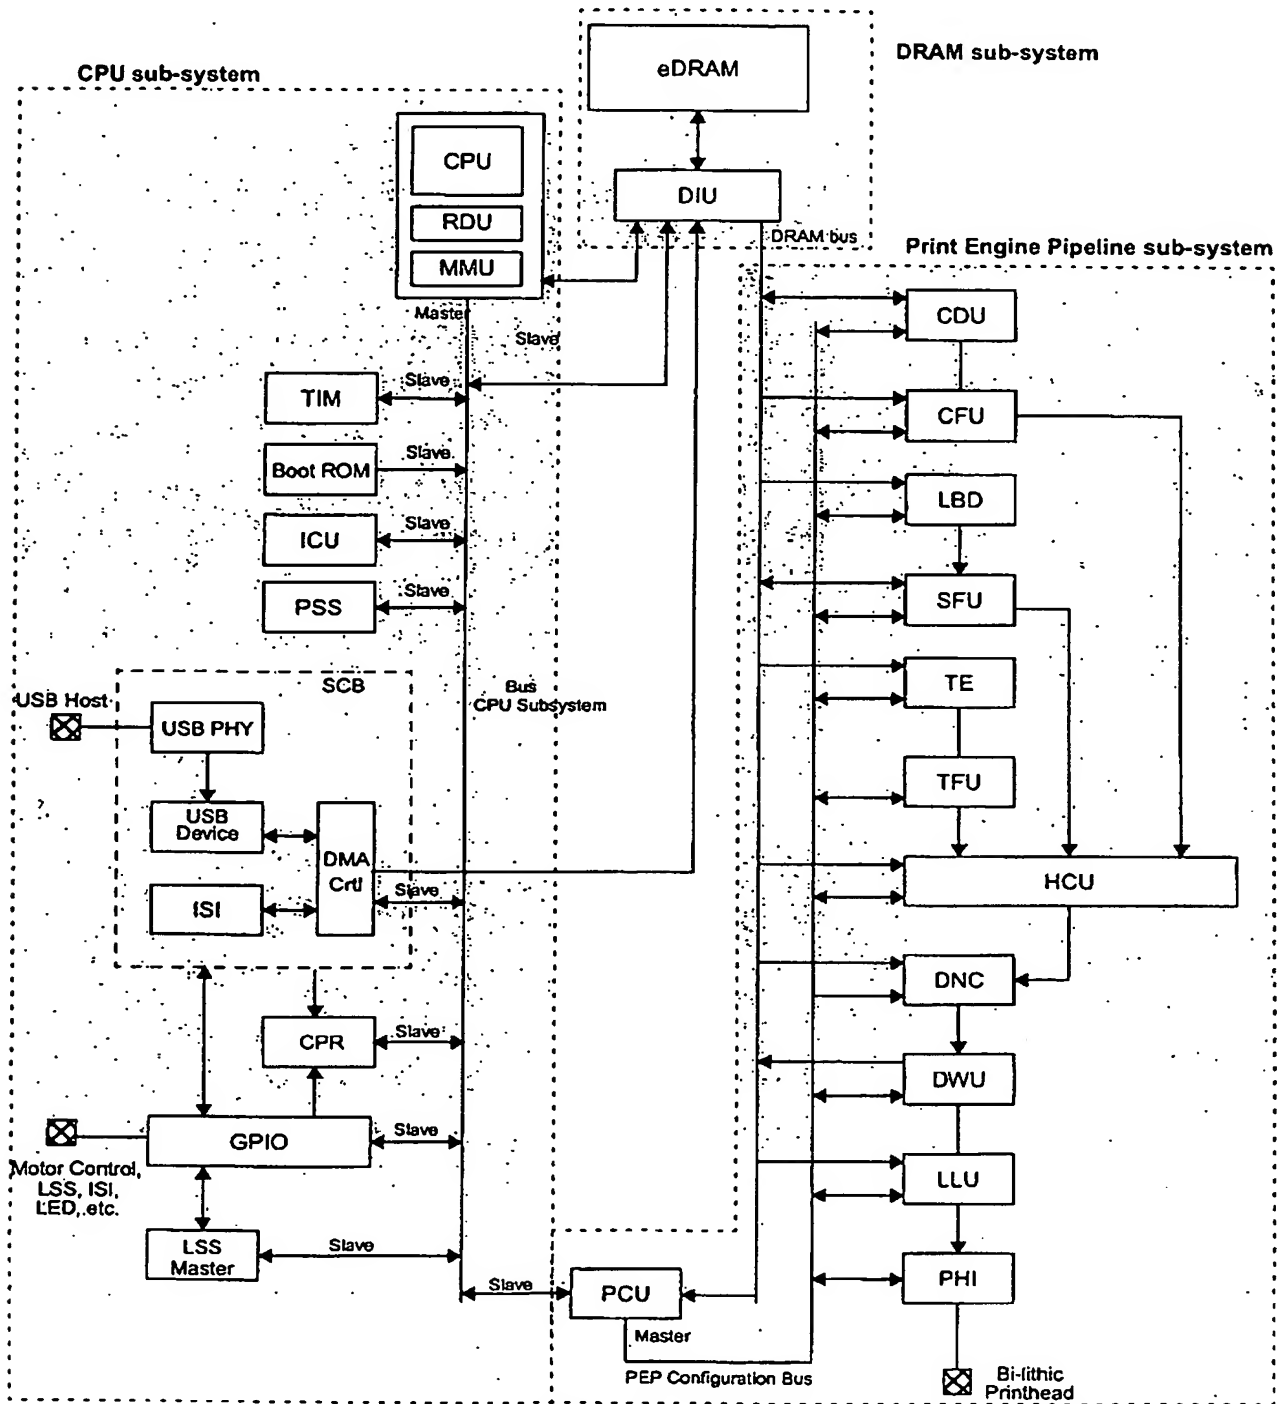 CPU sub-system
DRAM sub-system
eDRAM
DIU
DRAM bus
Print Engine Pipeline sub-system
CPU
RDU
MMU
Master
Slave
TIM
Slave
Boot ROM
Slave
ICU
Slave
PSS
Slave
SCB
Bus
CPU Subsystem
USB Host
USB PHY
USB
Device
DMA
Crtl
Slave
ISI
CPR
Slave
GPIO
Slave
Motor Control,
LSS, ISI,
LED, etc.
LSS
Master
Slave
Slave
PCU
Master
PEP Configuration Bus
CDU
CFU
LBD
SFU
TE
TFU
HCU
DNC
DWU
LLU
PHI
Bi-lithic
Printhead